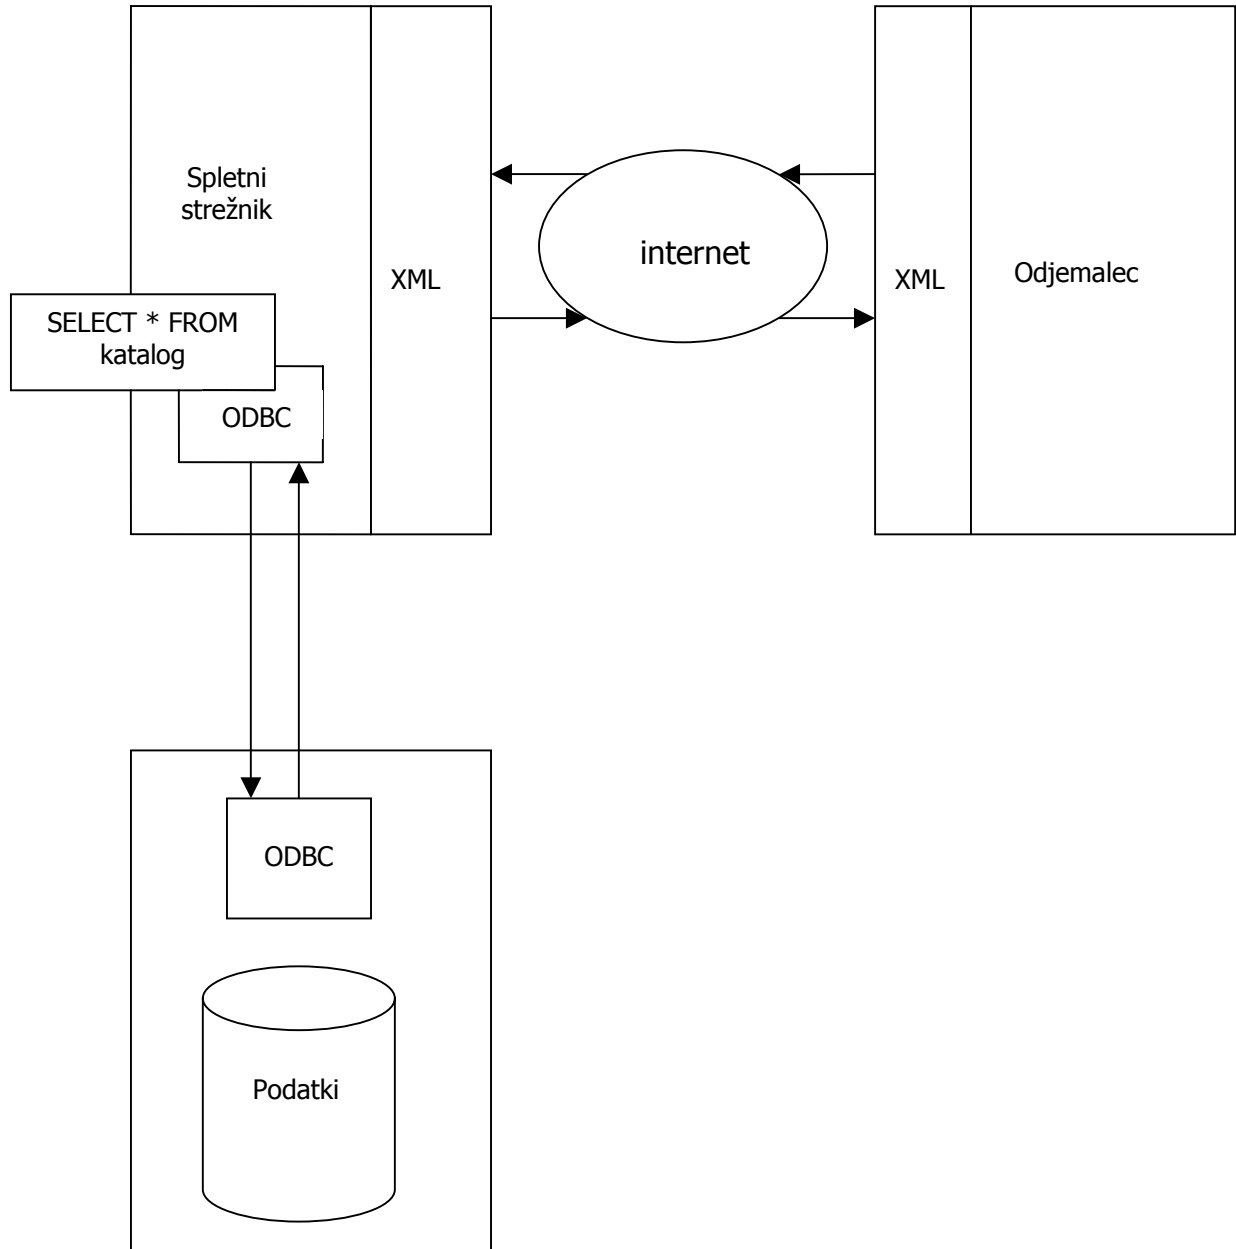 Spletni
strežnik
XML
internet
XML
Odjemalec
SELECT * FROM
katalog
ODBC
ODBC
Podatki